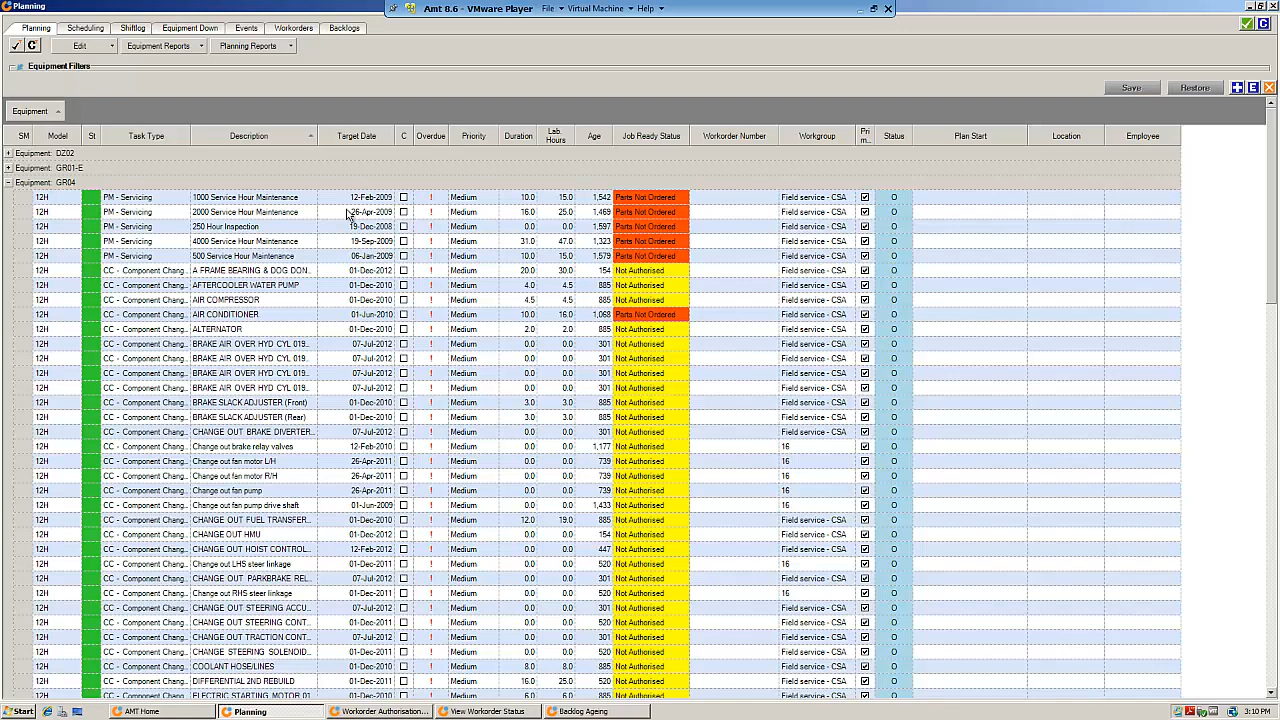 Planning
Amt 8.6 - VMware Player File Virtual Machine Help
Planning Scheduling Shiftlog Equipment Down Events Workorders Backlogs
Edit Equipment Reports Planning Reports
Equipment Filters
Save Restore
Equipment
SM Model St Task Type Description Target Date C Overdue Priority Duration Lab. Hours Age Job Ready Status Workorder Number Workgroup Pri m.. Status Plan Start Location Employee
Equipment: DZ02
Equipment: GR01-E
Equipment: GR04
12H PM - Servicing 1000 Service Hour Maintenance 12-Feb-2009 ! Medium 10.0 15.0 1,542 Parts Not Ordered Field service - CSA O
12H PM - Servicing 2000 Service Hour Maintenance 26-Apr-2009 ! Medium 16.0 25.0 1,469 Parts Not Ordered Field service - CSA O
12H PM - Servicing 250 Hour Inspection 19-Dec-2008 ! Medium 0.0 0.0 1,597 Parts Not Ordered Field service - CSA O
12H PM - Servicing 4000 Service Hour Maintenance 19-Sep-2009 ! Medium 31.0 47.0 1,323 Parts Not Ordered Field service - CSA O
12H PM - Servicing 500 Service Hour Maintenance 06-Jan-2009 ! Medium 10.0 15.0 1,579 Parts Not Ordered Field service - CSA O
12H CC - Component Chang.. A FRAME BEARING & DOG DON.. 01-Dec-2012 ! Medium 20.0 30.0 154 Not Authorised Field service - CSA O
12H CC - Component Chang.. AFTERCOOLER WATER PUMP 01-Dec-2010 ! Medium 4.0 4.5 885 Not Authorised Field service - CSA O
12H CC - Component Chang.. AIR COMPRESSOR 01-Dec-2010 ! Medium 4.5 4.5 885 Not Authorised Field service - CSA O
12H CC - Component Chang.. AIR CONDITIONER 01-Jun-2010 ! Medium 10.0 16.0 1,068 Parts Not Ordered Field service - CSA O
12H CC - Component Chang.. ALTERNATOR 01-Dec-2010 ! Medium 2.0 2.0 885 Not Authorised Field service - CSA O
12H CC - Component Chang.. BRAKE AIR OVER HYD CYL 019.. 07-Jul-2012 ! Medium 0.0 0.0 301 Not Authorised Field service - CSA O
12H CC - Component Chang.. BRAKE AIR OVER HYD CYL 019.. 07-Jul-2012 ! Medium 0.0 0.0 301 Not Authorised Field service - CSA O
12H CC - Component Chang.. BRAKE AIR OVER HYD CYL 019.. 07-Jul-2012 ! Medium 0.0 0.0 301 Not Authorised Field service - CSA O
12H CC - Component Chang.. BRAKE AIR OVER HYD CYL 019.. 07-Jul-2012 ! Medium 0.0 0.0 301 Not Authorised Field service - CSA O
12H CC - Component Chang.. BRAKE SLACK ADJUSTER (Front) 01-Dec-2010 ! Medium 3.0 3.0 885 Not Authorised Field service - CSA O
12H CC - Component Chang.. BRAKE SLACK ADJUSTER (Rear) 01-Dec-2010 ! Medium 3.0 3.0 885 Not Authorised Field service - CSA O
12H CC - Component Chang.. CHANGE OUT BRAKE DIVERTER.. 07-Jul-2012 ! Medium 0.0 0.0 301 Not Authorised Field service - CSA O
12H CC - Component Chang.. Change out brake relay valves 12-Feb-2010 ! Medium 0.0 0.0 1,177 Not Authorised 16 O
12H CC - Component Chang.. Change out fan motor L/H 26-Apr-2011 ! Medium 0.0 0.0 739 Not Authorised 16 O
12H CC - Component Chang.. Change out fan motor R/H 26-Apr-2011 ! Medium 0.0 0.0 739 Not Authorised 16 O
12H CC - Component Chang.. Change out fan pump 26-Apr-2011 ! Medium 0.0 0.0 739 Not Authorised 16 O
12H CC - Component Chang.. Change out fan pump drive shaft 01-Jun-2009 ! Medium 0.0 0.0 1,433 Not Authorised 16 O
12H CC - Component Chang.. CHANGE OUT FUEL TRANSFER.. 01-Dec-2010 ! Medium 12.0 19.0 885 Not Authorised Field service - CSA O
12H CC - Component Chang.. CHANGE OUT HMU 01-Dec-2012 ! Medium 0.0 0.0 154 Not Authorised 16 O
12H CC - Component Chang.. CHANGE OUT HOIST CONTROL.. 12-Feb-2012 ! Medium 0.0 0.0 447 Not Authorised Field service - CSA O
12H CC - Component Chang.. Change out LHS steer linkage 01-Dec-2011 ! Medium 0.0 0.0 520 Not Authorised 16 O
12H CC - Component Chang.. CHANGE OUT PARKBRAKE REL.. 07-Jul-2012 ! Medium 0.0 0.0 301 Not Authorised Field service - CSA O
12H CC - Component Chang.. Change out RHS steer linkage 01-Dec-2011 ! Medium 0.0 0.0 520 Not Authorised 16 O
12H CC - Component Chang.. CHANGE OUT STEERING ACCU.. 07-Jul-2012 ! Medium 0.0 0.0 301 Not Authorised Field service - CSA O
12H CC - Component Chang.. CHANGE OUT STEERING CONT.. 01-Dec-2011 ! Medium 0.0 0.0 520 Not Authorised Field service - CSA O
12H CC - Component Chang.. CHANGE OUT TRACTION CONT.. 07-Jul-2012 ! Medium 0.0 0.0 301 Not Authorised Field service - CSA O
12H CC - Component Chang.. CHANGE STEERING SOLENOID.. 01-Dec-2011 ! Medium 0.0 0.0 520 Not Authorised Field service - CSA O
12H CC - Component Chang.. COOLANT HOSE/LINES 01-Dec-2010 ! Medium 8.0 8.0 885 Not Authorised Field service - CSA O
12H CC - Component Chang.. DIFFERENTIAL 2ND REBUILD 01-Dec-2011 ! Medium 16.0 25.0 520 Not Authorised Field service - CSA O
12H CC - Component Chang.. ELECTRIC STARTING MOTOR 01 01-Dec-2010 ! Medium 6.0 6.0 885 Not Authorised Field service - CSA O
Start AMT Home Planning Workorder Authorisation... View Workorder Status Backlog Ageing 3:10 PM